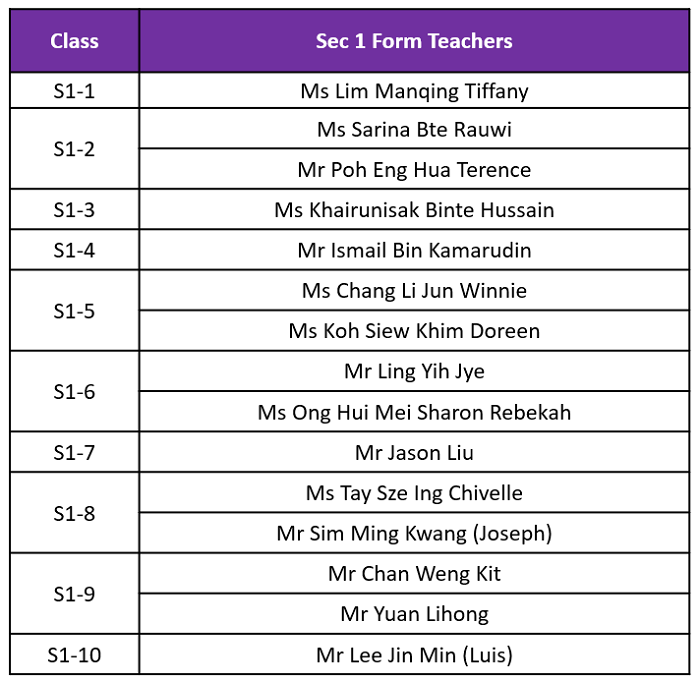 Class Sec 1 Form Teachers
S1-1 Ms Lim Manqing Tiffany
S1-2 Ms Sarina Bte Rauwi
Mr Poh Eng Hua Terence
S1-3 Ms Khairunisak Binte Hussain
S1-4 Mr Ismail Bin Kamarudin
S1-5 Ms Chang Li Jun Winnie
Ms Koh Siew Khim Doreen
S1-6 Mr Ling Yih Jye
Ms Ong Hui Mei Sharon Rebekah
S1-7 Mr Jason Liu
S1-8 Ms Tay Sze Ing Chivelle
Mr Sim Ming Kwang (Joseph)
S1-9 Mr Chan Weng Kit
Mr Yuan Lihong
S1-10 Mr Lee Jin Min (Luis)